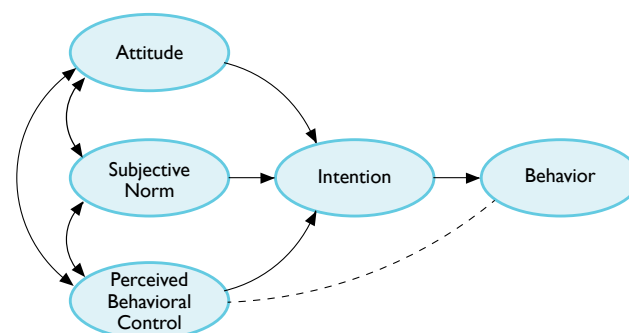 Attitude
Subjective
Norm
Intention
Behavior
Perceived
Behavioral
Control